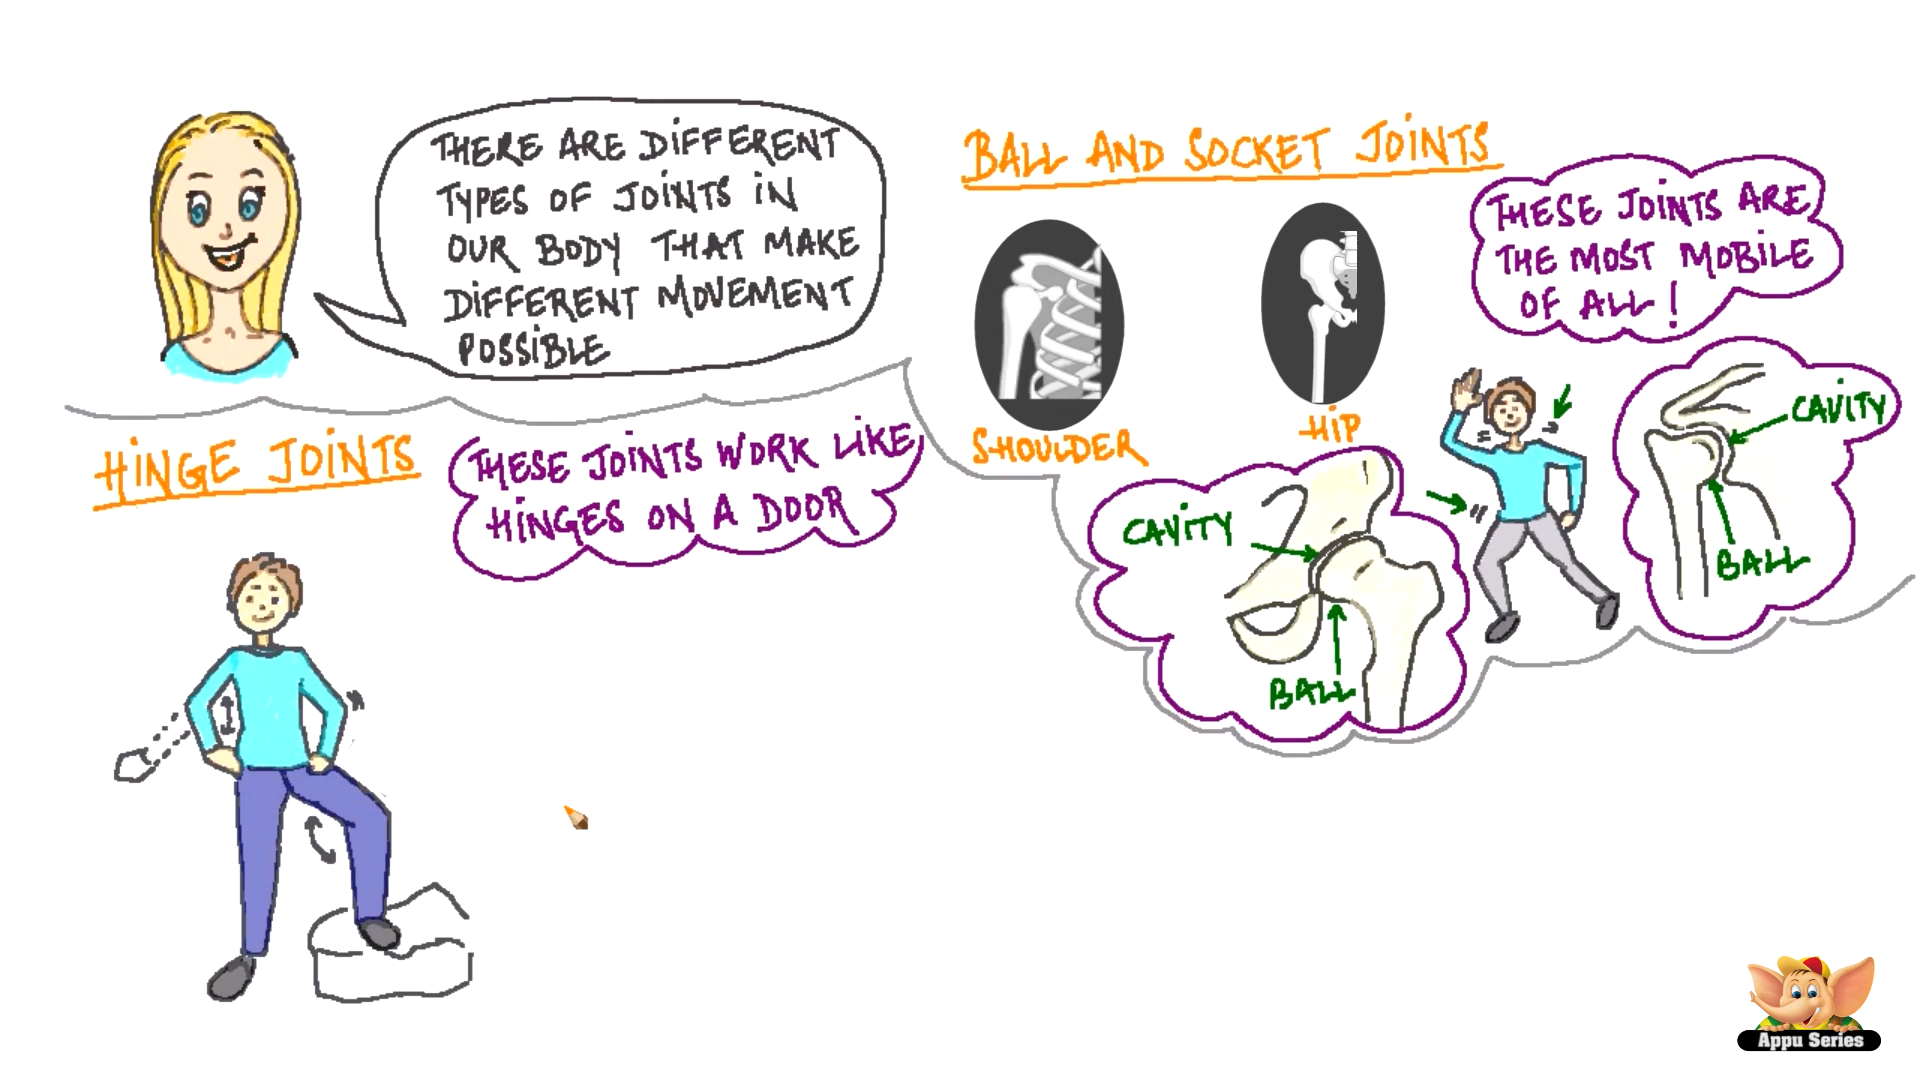 THERE ARE DIFFERENT
TYPES OF JOINTS IN
OUR BODY THAT MAKE
DIFFERENT MOVEMENT
POSSIBLE
HINGE JOINTS
THESE JOINTS WORK LIKE
HINGES ON A DOOR
BALL AND SOCKET JOINTS
THESE JOINTS ARE
THE MOST MOBILE
OF ALL!
SHOULDER
HIP
CAVITY
BALL
CAVITY
BALL
Appu Series